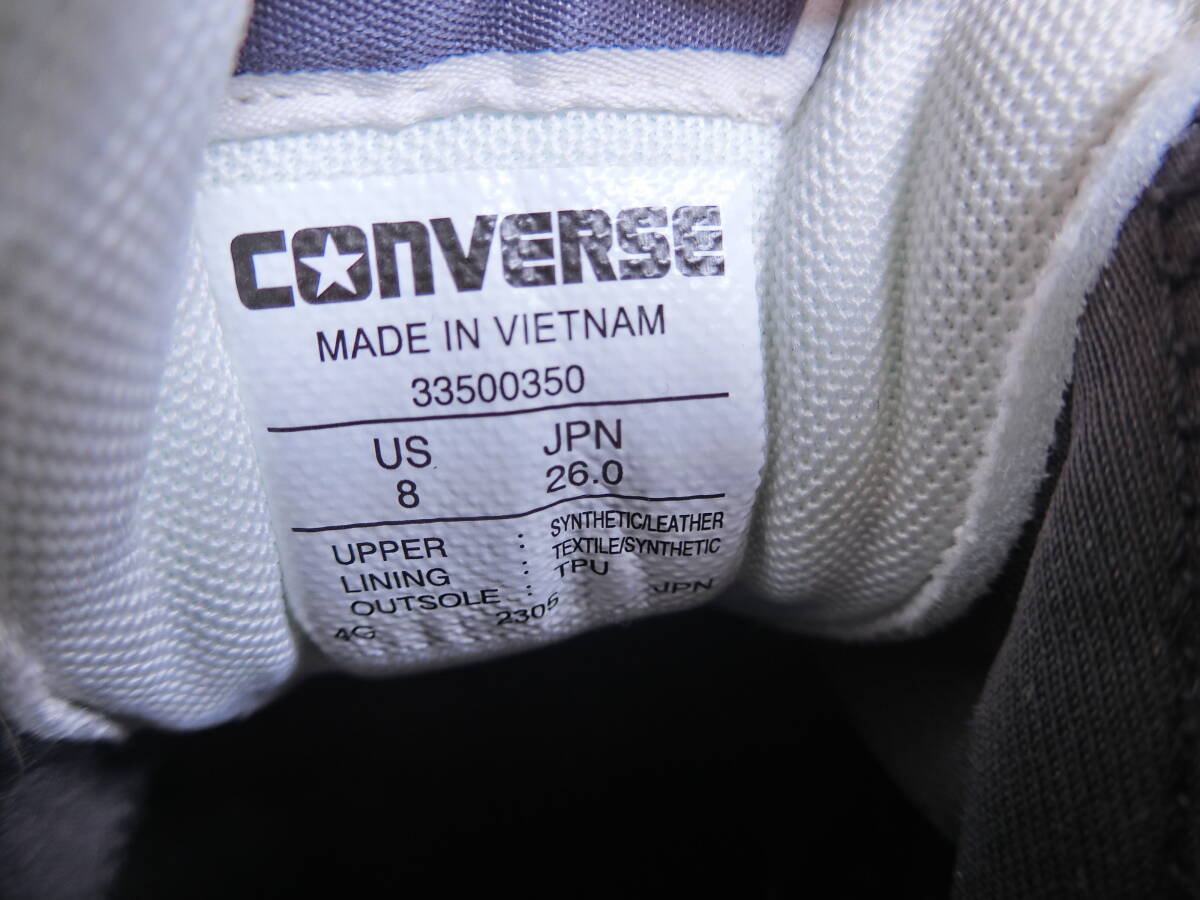 CONVERSE
MADE IN VIETNAM
33500350
US JPN
8 26.0
UPPER : SYNTHETIC/LEATHER
LINING : TEXTILE/SYNTHETIC
OUTSOLE : TPU
4G 2305 JPN